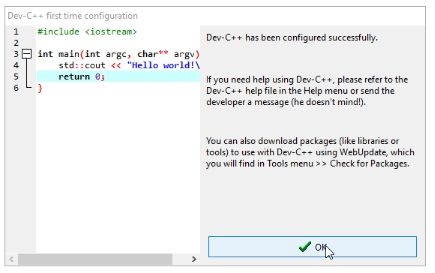 Dev-C++ first time configuration
1 #include <iostream>
2
3 int main(int argc, char** argv)
4 std::cout << "Hello world!\
5 return 0;
6 }
Dev-C++ has been configured successfully.
If you need help using Dev-C++, please refer to the
Dev-C++ help file in the Help menu or send the
developer a message (he doesn't mind!).
You can also download packages (like libraries or
tools) to use with Dev-C++ using WebUpdate, which
you will find in Tools menu >> Check for Packages.
OK